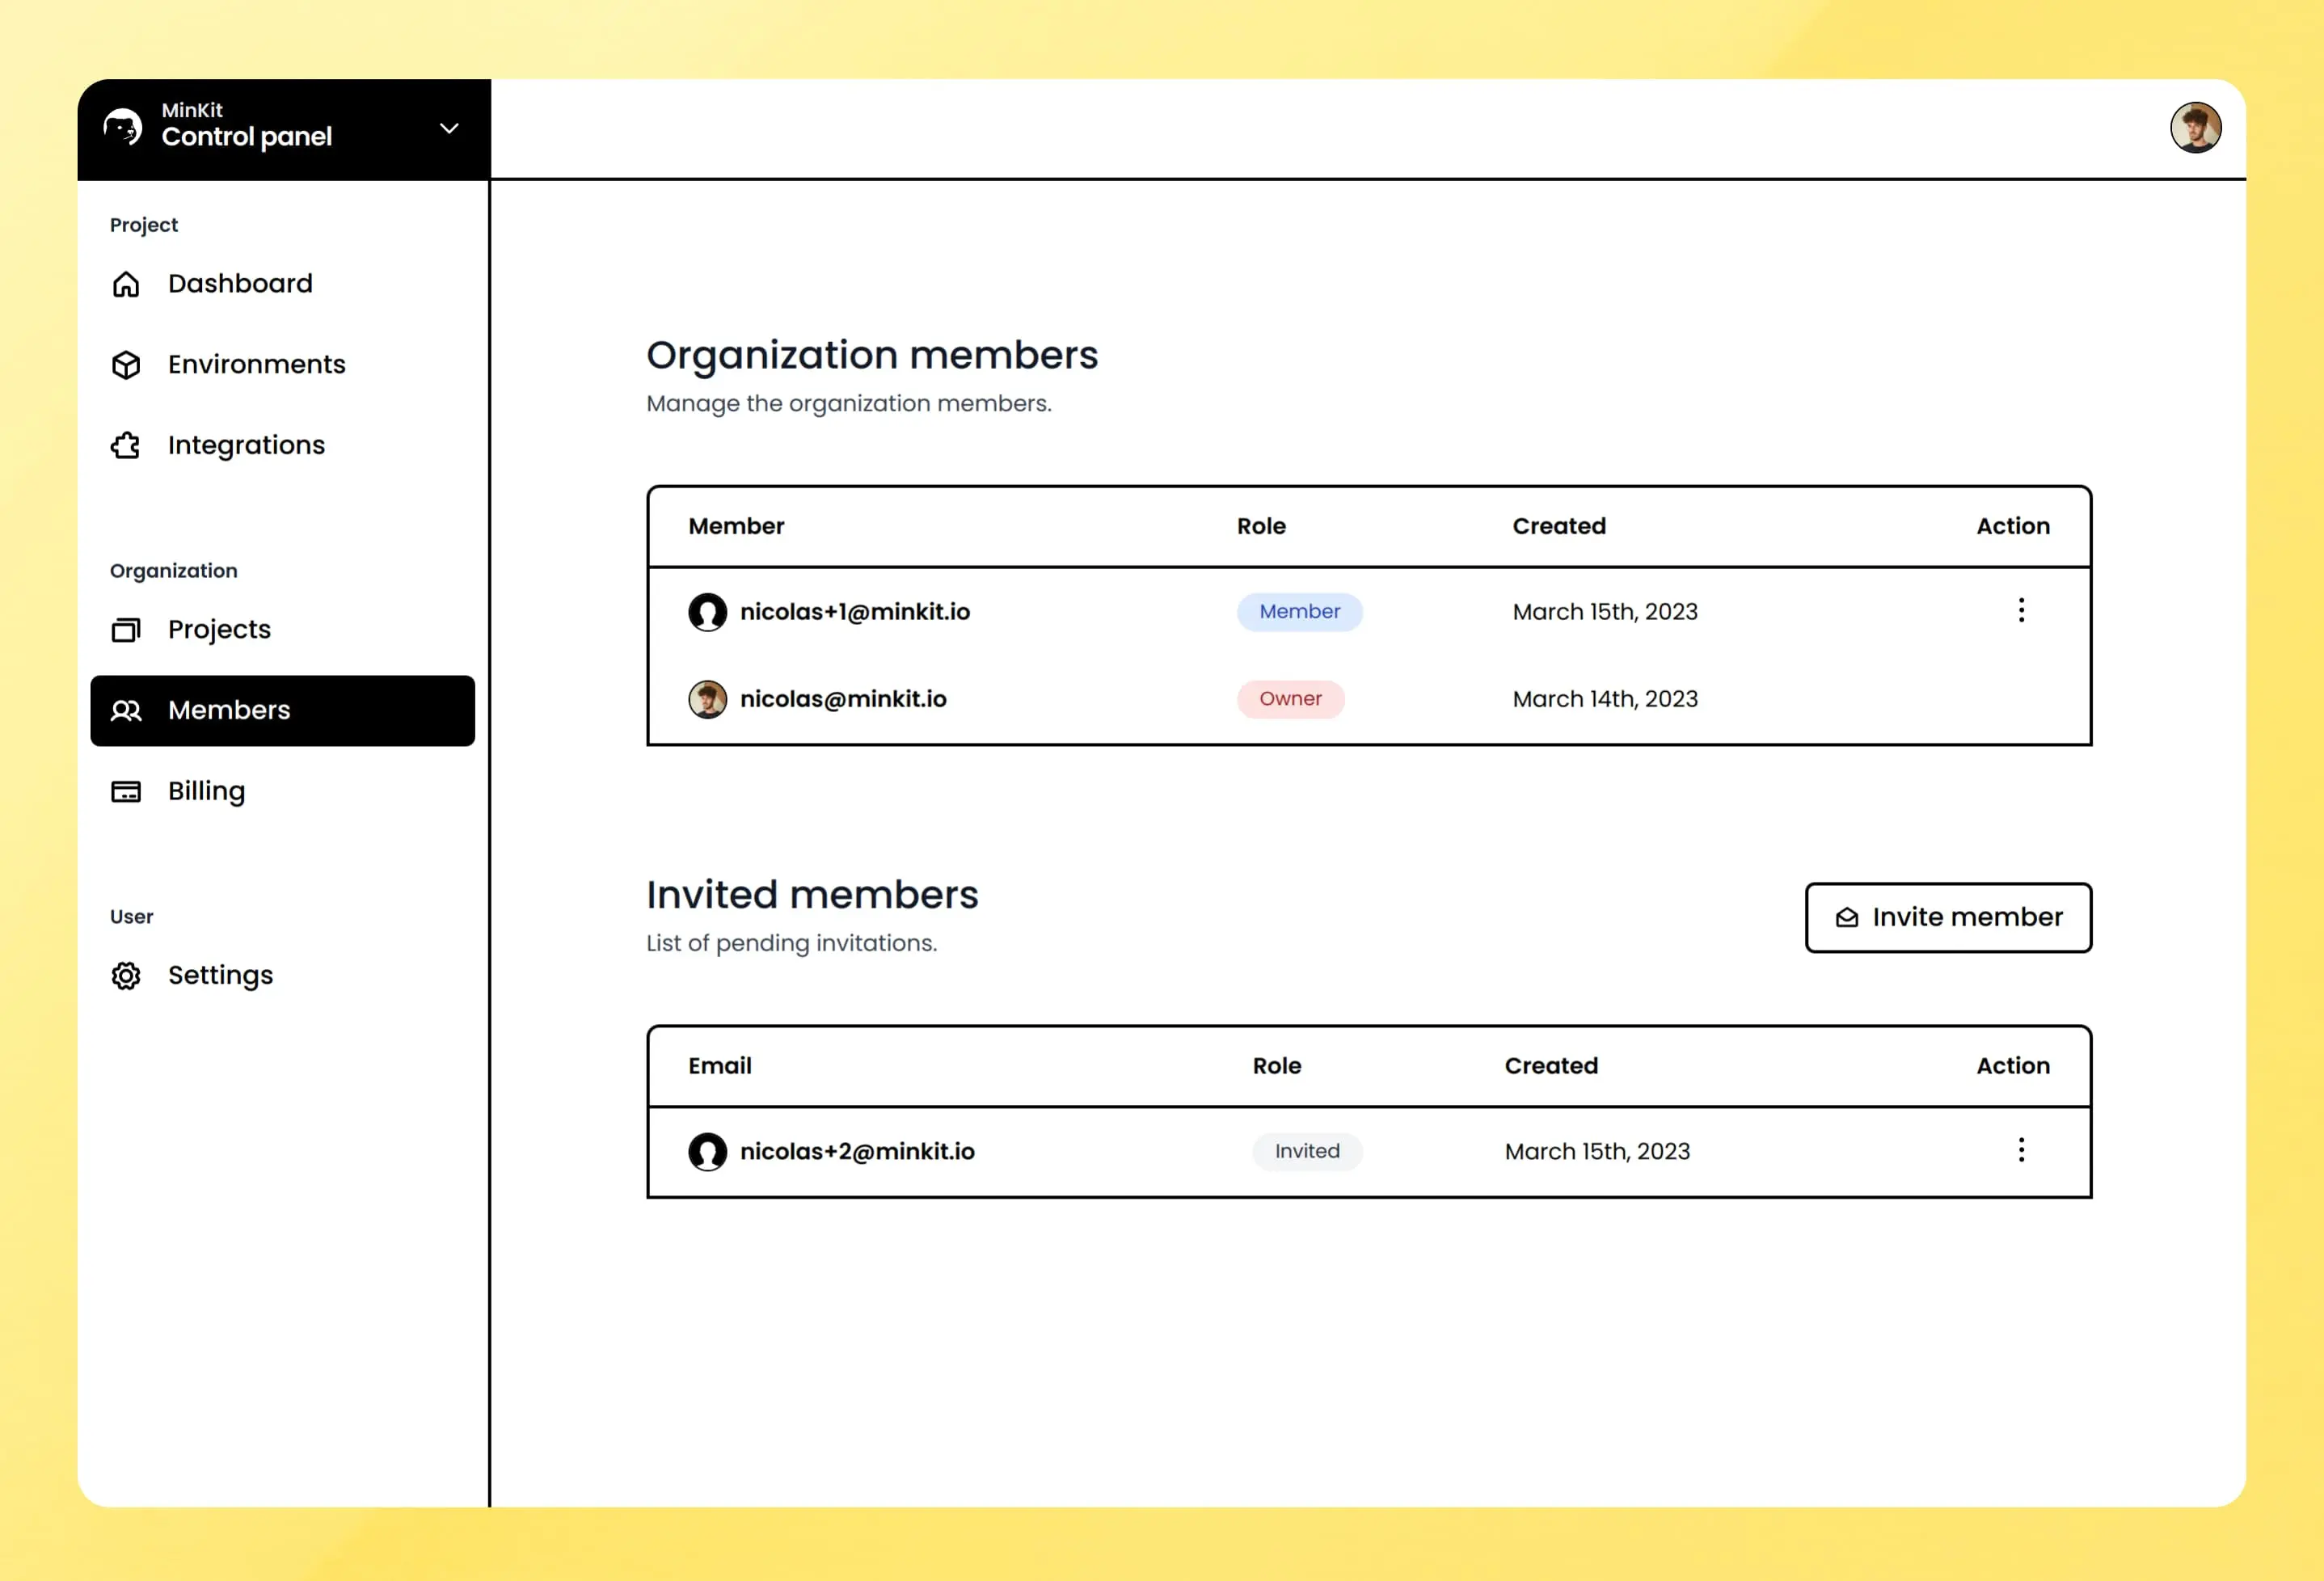 MinKit
Control panel
Project
Dashboard
Environments
Integrations
Organization
Projects
Members
Billing
User
Settings
Organization members
Manage the organization members.
Member Role Created Action
nicolas+1@minkit.io Member March 15th, 2023
nicolas@minkit.io Owner March 14th, 2023
Invited members
List of pending invitations.
Invite member
Email Role Created Action
nicolas+2@minkit.io Invited March 15th, 2023